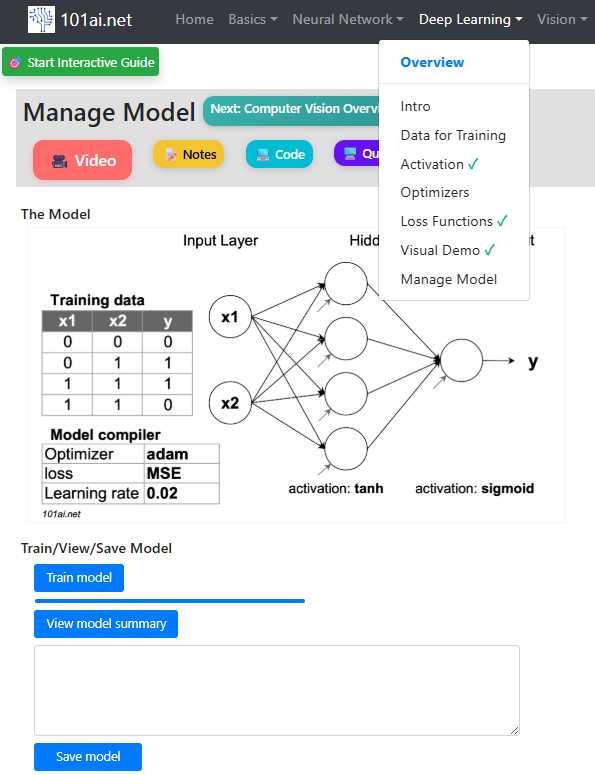 101ai.net
Home Basics Neural Network Deep Learning Vision
Start Interactive Guide
Overview
Intro
Data for Training
Activation ✓
Optimizers
Loss Functions ✓
Visual Demo ✓
Manage Model
Manage Model
Next: Computer Vision Overvi
Video Notes Code Qu
The Model
Input Layer Hidd t
Training data
x1 x2 y
0 0 0
0 1 1
1 1 1
1 1 0
x1
x2
y
Model compiler
Optimizer adam
loss MSE
Learning rate 0.02
101ai.net
activation: tanh activation: sigmoid
Train/View/Save Model
Train model
View model summary
Save model